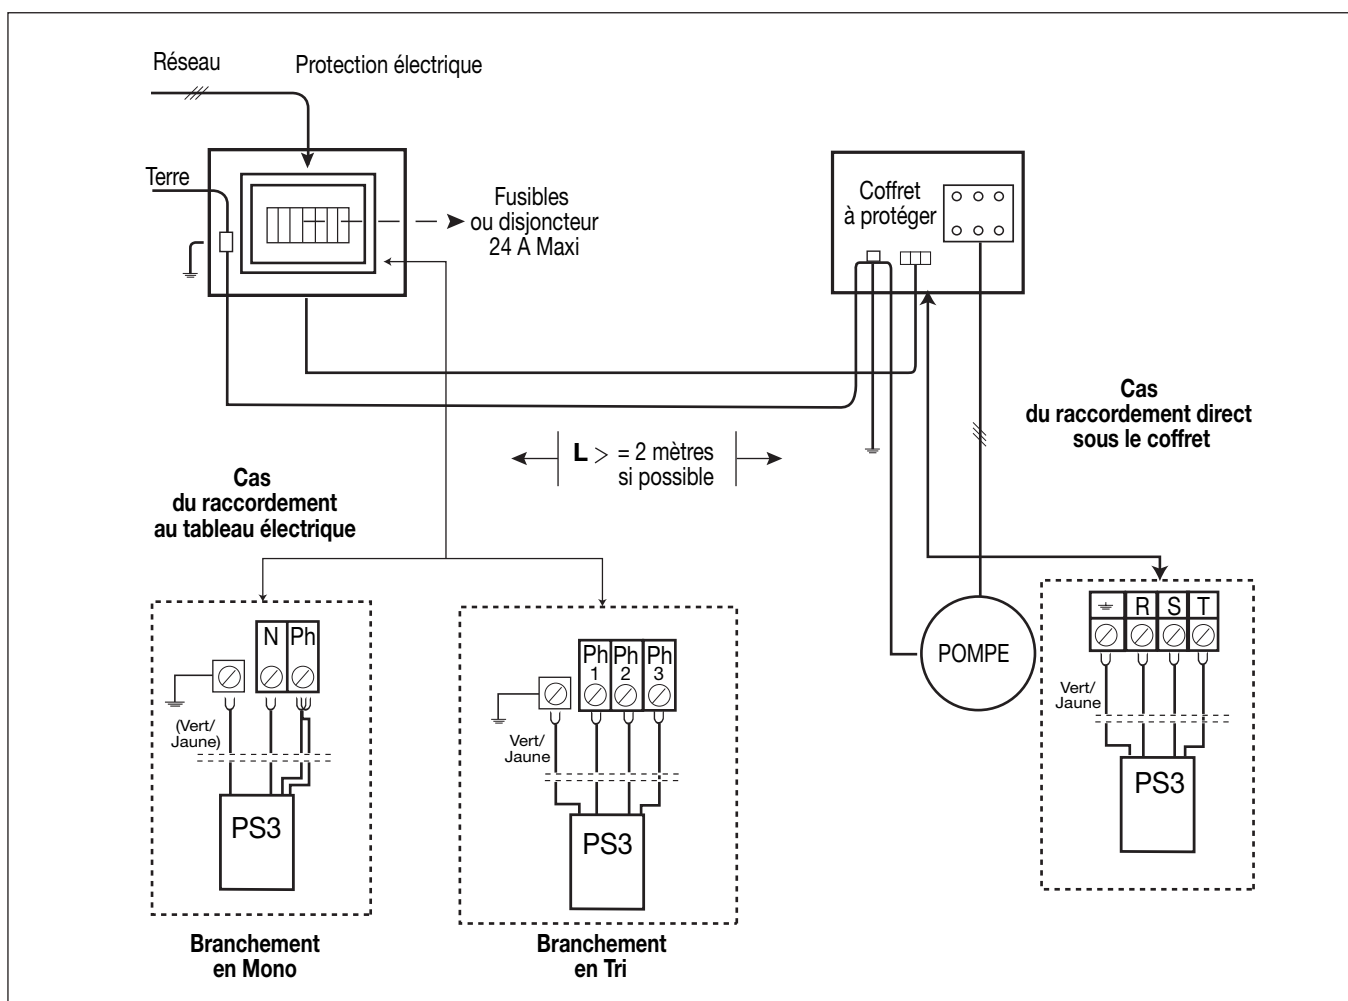 Réseau
Protection électrique
Terre
Fusibles
ou disjoncteur
24 A Maxi
Coffret
à protéger
Cas
du raccordement direct
sous le coffret
L > = 2 mètres
si possible
Cas
du raccordement
au tableau électrique
N Ph
(Vert/
Jaune)
PS3
Branchement
en Mono
Ph Ph Ph
1 2 3
Vert/
Jaune
PS3
Branchement
en Tri
POMPE
R S T
Vert/
Jaune
PS3